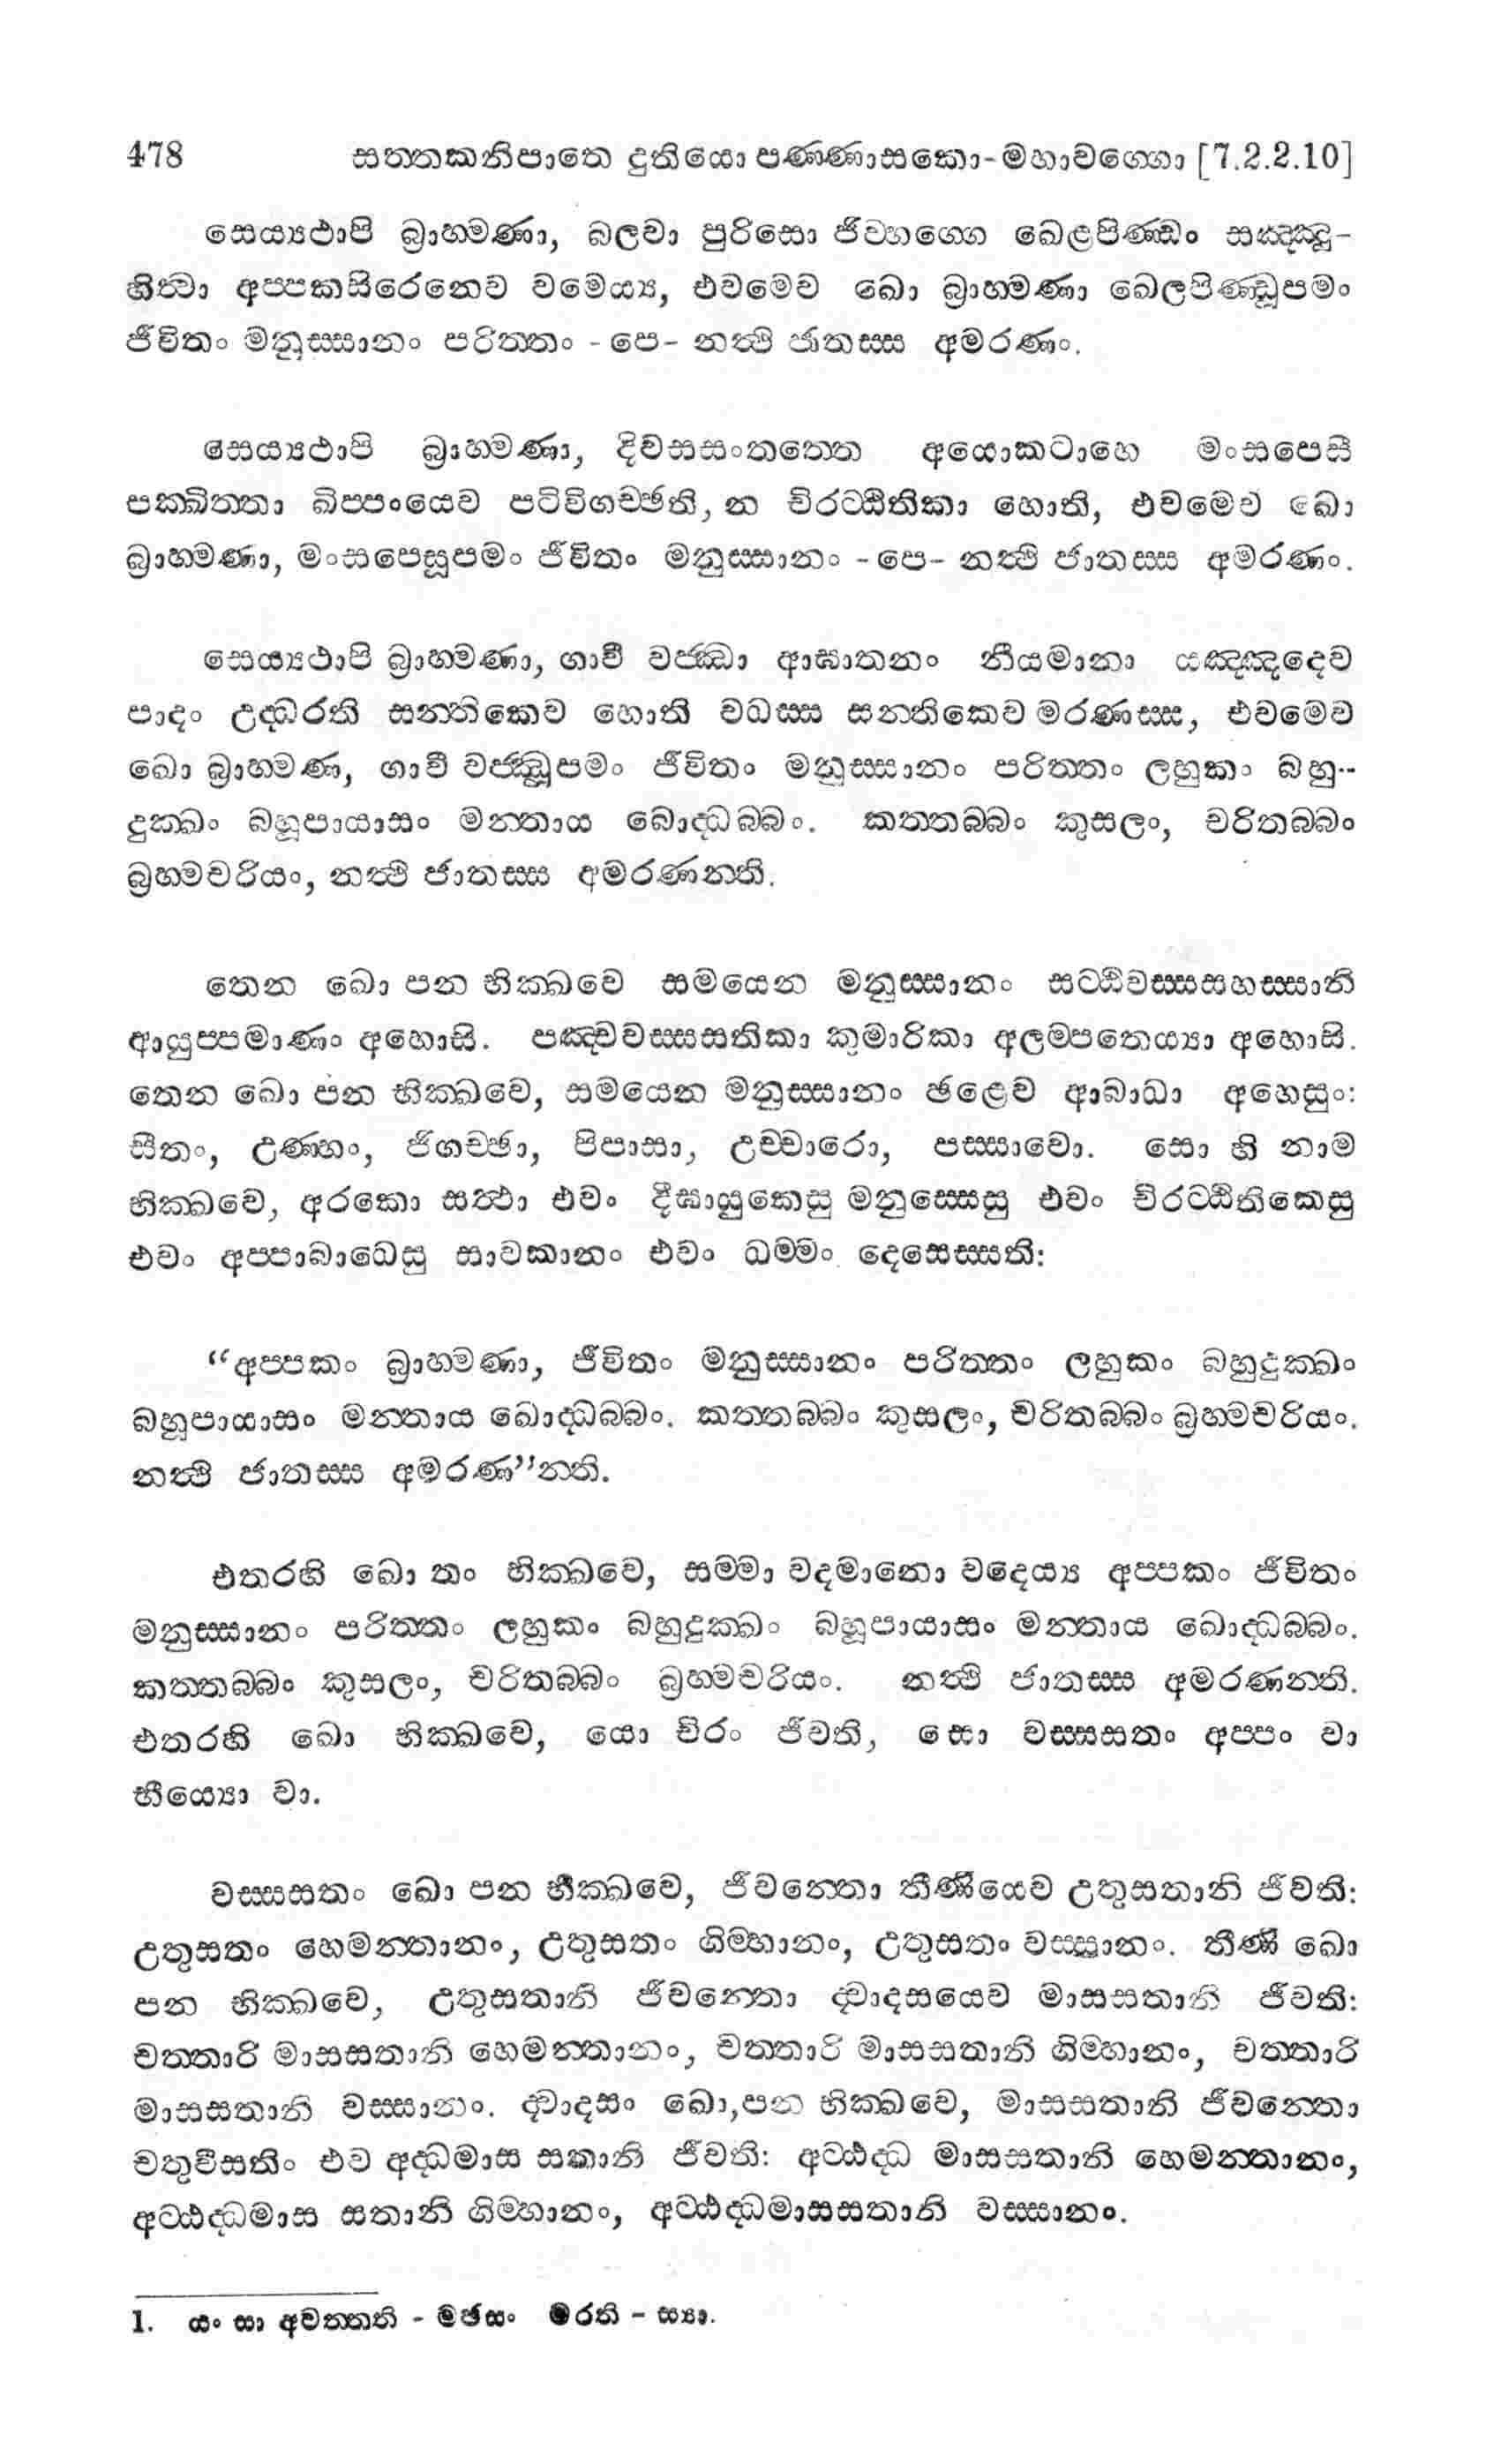 478 සත්තකනිපාතෙ දුතියො පණ්ණාසකො-මහාවග්ගො [7.2.2.10]
සෙය්‍යථාපි බ්‍රාහ්මණා, බලවා පුරිසො ජිව්හග්ගෙ ඛෙළපිණ්ඩං සඤ්ඤූ-
හිත්වා අප්පකසිරෙනෙව වමෙය්‍ය, එවමෙව ඛො බ්‍රාහ්මණා ඛෙලපිණ්ඩූපමං
ජීවිතං මනුස්සානං පරිත්තං -පෙ- නත්ථි ජාතස්ස අමරණං.
සෙය්‍යථාපි බ්‍රාහ්මණා, දිවසසංතත්තෙ අයොකටාහෙ මංසපෙසී
පක්ඛිත්තා ඛිප්පංයෙව පටිවිගච්ඡති, න චිරට්ඨිතිකා හොති, එවමෙව ඛො
බ්‍රාහ්මණා, මංසපෙසූපමං ජීවිතං මනුස්සානං -පෙ- නත්ථි ජාතස්ස අමරණං.
සෙය්‍යථාපි බ්‍රාහ්මණා, ගාවී වජ්ඣා ආඝාතනං නීයමානා යඤ්ඤදෙව
පාදං උද්ධරති සන්තිකෙව හොති වධස්ස සන්තිකෙව මරණස්ස, එවමෙව
ඛො බ්‍රාහ්මණ, ගාවී වජ්ඣූපමං ජීවිතං මනුස්සානං පරිත්තං ලහුකං බහු-
දුක්ඛං බහූපායාසං මන්තාය බොද්ධබ්බං. කත්තබ්බං කුසලං, චරිතබ්බං
බ්‍රහ්මචරියං, නත්ථි ජාතස්ස අමරණන්ති.
තෙන ඛො පන භික්ඛවෙ සමයෙන මනුස්සානං සට්ඨිවස්සසහස්සානි
ආයුප්පමාණං අහොසි. පඤ්චවස්සසතිකා කුමාරිකා අලම්පතෙය්‍යා අහොසි.
තෙන ඛො පන භික්ඛවෙ, සමයෙන මනුස්සානං ඡළෙව ආබාධා අහෙසුං:
සීතං, උණ්හං, ජිගච්ඡා, පිපාසා, උච්චාරො, පස්සාවො. සො හි නාම
භික්ඛවෙ, අරකො සත්ථා එවං දීඝායුකෙසු මනුස්සෙසු එවං චිරට්ඨිතිකෙසු
එවං අප්පාබාධෙසු සාවකානං එවං ධම්මං දෙසෙස්සති:
“අප්පකං බ්‍රාහ්මණා, ජීවිතං මනුස්සානං පරිත්තං ලහුකං බහුදුක්ඛං
බහූපායාසං මන්තාය ඛොද්ධබ්බං. කත්තබ්බං කුසලං, චරිතබ්බං බ්‍රහ්මචරියං.
නත්ථි ජාතස්ස අමරණ”න්ති.
එතරහි ඛො තං භික්ඛවෙ, සම්මා වදමානො වදෙය්‍ය අප්පකං ජීවිතං
මනුස්සානං පරිත්තං ලහුකං බහුදුක්ඛං බහූපායාසං මන්තාය ඛොද්ධබ්බං.
කත්තබ්බං කුසලං, චරිතබ්බං බ්‍රහ්මචරියං. නත්ථි ජාතස්ස අමරණන්ති.
එතරහි ඛො භික්ඛවෙ, යො චිරං ජීවති, සො වස්සසතං අප්පං වා
භීය්‍යො වා.
වස්සසතං ඛො පන භික්ඛවෙ, ජීවන්තො තීණියෙව උතුසතානි ජීවති:
උතුසතං හෙමන්තානං, උතුසතං ගිම්හානං, උතුසතං වස්සානං. තීණි ඛො
පන භික්ඛවෙ, උතුසතානි ජීවන්තො ද්වාදසයෙව මාසසතානි ජීවති:
චත්තාරි මාසසතානි හෙමන්තානං, චත්තාරි මාසසතානි ගිම්හානං, චත්තාරි
මාසසතානි වස්සානං. ද්වාදසං ඛො,පන භික්ඛවෙ, මාසසතානි ජීවන්තො
චතුවීසතිං එව අද්ධමාස සකානි ජීවති: අට්ඨද්ධ මාසසතානි හෙමන්තානං,
අට්ඨද්ධමාස සතානි ගිම්හානං, අට්ඨද්ධමාසසතානි වස්සානං.
1. යං සා අවත්තති - මඡසං මරති - ස්‍යා.